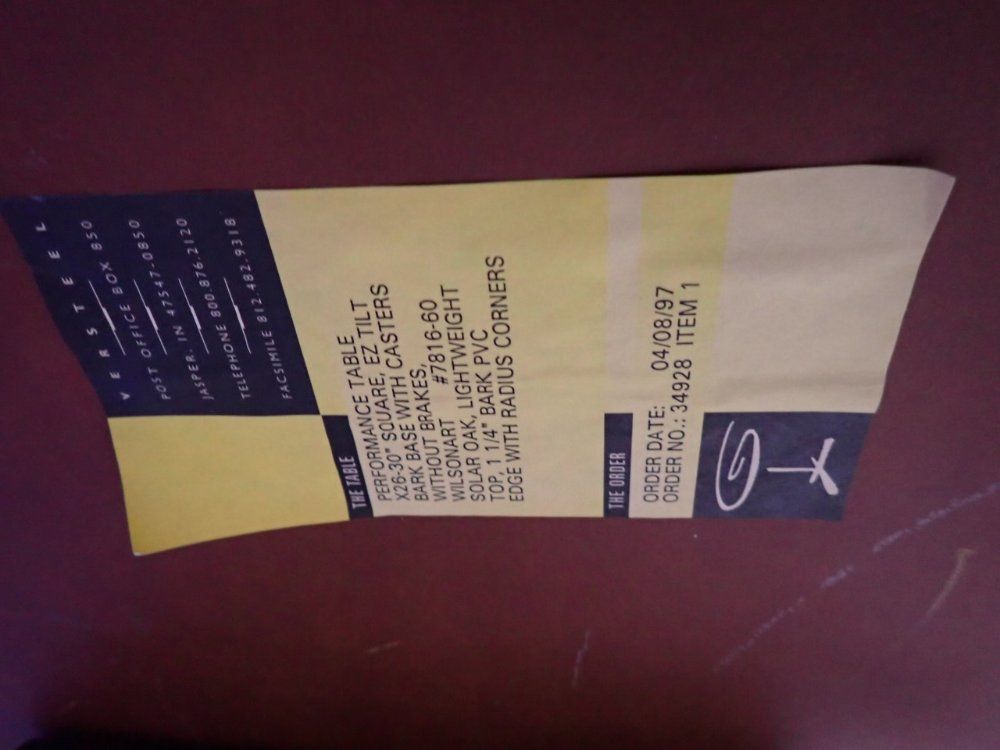 VERSTEEL
POST OFFICE BOX 850
JASPER, IN 47547-0850
TELEPHONE 800.876.2120
FACSIMILE 812.482.9318
THE TABLE
PERFORMANCE TABLE
X26-30" SQUARE, EZ TILT
BARK BASE WITH CASTERS
WITHOUT BRAKES,
WILSONART #7816-60
SOLAR OAK, LIGHTWEIGHT
TOP, 1 1/4" BARK PVC
EDGE WITH RADIUS CORNERS
THE ORDER
ORDER DATE: 04/08/97
ORDER NO.: 34928 ITEM 1